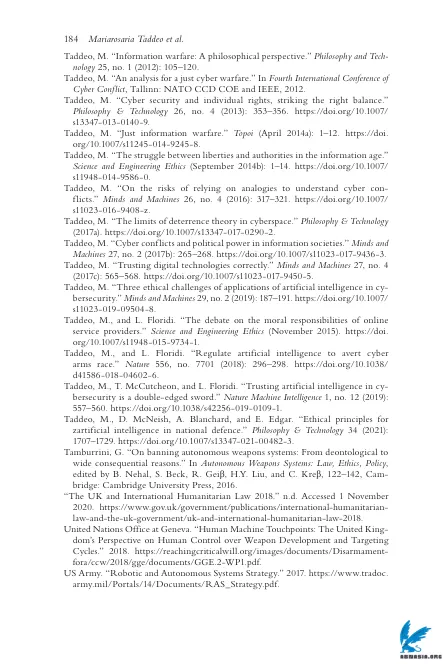 184 Mariarosaria Taddeo et al.
Taddeo, M. “Information warfare: A philosophical perspective.” Philosophy and Tech-
nology 25, no. 1 (2012): 105–120.
Taddeo, M. “An analysis for a just cyber warfare.” In Fourth International Conference of
Cyber Conflict, Tallinn: NATO CCD COE and IEEE, 2012.
Taddeo, M. “Cyber security and individual rights, striking the right balance.”
Philosophy & Technology 26, no. 4 (2013): 353–356. https://doi.org/10.1007/
s13347-013-0140-9.
Taddeo, M. “Just information warfare.” Topoi (April 2014a): 1–12. https://doi.
org/10.1007/s11245-014-9245-8.
Taddeo, M. “The struggle between liberties and authorities in the information age.”
Science and Engineering Ethics (September 2014b): 1–14. https://doi.org/10.1007/
s11948-014-9586-0.
Taddeo, M. “On the risks of relying on analogies to understand cyber con-
flicts.” Minds and Machines 26, no. 4 (2016): 317–321. https://doi.org/10.1007/
s11023-016-9408-z.
Taddeo, M. “The limits of deterrence theory in cyberspace.” Philosophy & Technology
(2017a). https://doi.org/10.1007/s13347-017-0290-2.
Taddeo, M. “Cyber conflicts and political power in information societies.” Minds and
Machines 27, no. 2 (2017b): 265–268. https://doi.org/10.1007/s11023-017-9436-3.
Taddeo, M. “Trusting digital technologies correctly.” Minds and Machines 27, no. 4
(2017c): 565–568. https://doi.org/10.1007/s11023-017-9450-5.
Taddeo, M. “Three ethical challenges of applications of artificial intelligence in cy-
bersecurity.” Minds and Machines 29, no. 2 (2019): 187–191. https://doi.org/10.1007/
s11023-019-09504-8.
Taddeo, M., and L. Floridi. “The debate on the moral responsibilities of online
service providers.” Science and Engineering Ethics (November 2015). https://doi.
org/10.1007/s11948-015-9734-1.
Taddeo, M., and L. Floridi. “Regulate artificial intelligence to avert cyber
arms race.” Nature 556, no. 7701 (2018): 296–298. https://doi.org/10.1038/
d41586-018-04602-6.
Taddeo, M., T. McCutcheon, and L. Floridi. “Trusting artificial intelligence in cy-
bersecurity is a double-edged sword.” Nature Machine Intelligence 1, no. 12 (2019):
557–560. https://doi.org/10.1038/s42256-019-0109-1.
Taddeo, M., D. McNeish, A. Blanchard, and E. Edgar. “Ethical principles for
zartificial intelligence in national defence.” Philosophy & Technology 34 (2021):
1707–1729. https://doi.org/10.1007/s13347-021-00482-3.
Tamburrini, G. “On banning autonomous weapons systems: From deontological to
wide consequential reasons.” In Autonomous Weapons Systems: Law, Ethics, Policy,
edited by B. Nehal, S. Beck, R. Geiβ, H.Y. Liu, and C. Kreβ, 122–142, Cam-
bridge: Cambridge University Press, 2016.
“The UK and International Humanitarian Law 2018.” n.d. Accessed 1 November
2020. https://www.gov.uk/government/publications/international-humanitarian-
law-and-the-uk-government/uk-and-international-humanitarian-law-2018.
United Nations Office at Geneva. “Human Machine Touchpoints: The United King-
dom's Perspective on Human Control over Weapon Development and Targeting
Cycles.” 2018. https://reachingcriticalwill.org/images/documents/Disarmament-
fora/ccw/2018/gge/documents/GGE.2-WP1.pdf.
US Army. “Robotic and Autonomous Systems Strategy.” 2017. https://www.tradoc.
army.mil/Portals/14/Documents/RAS_Strategy.pdf.